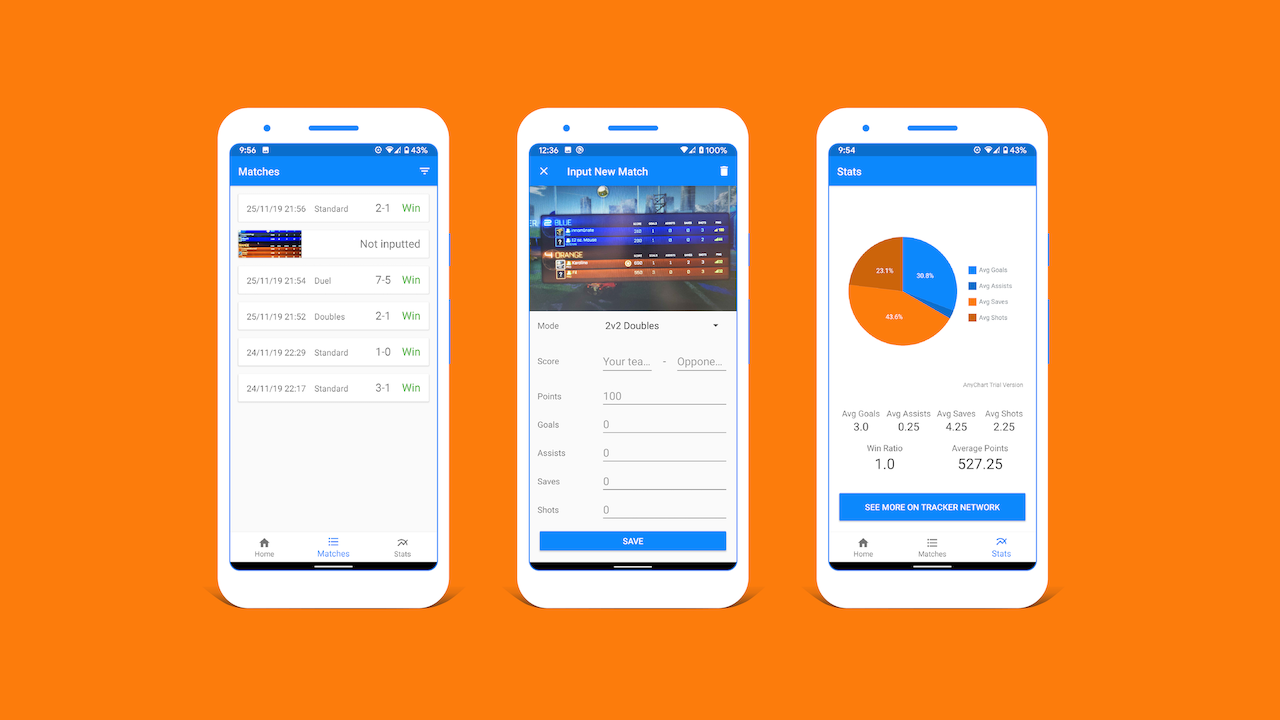 9:56
43%
Matches
25/11/19 21:56 Standard 2-1 Win
Not inputted
25/11/19 21:54 Duel 7-5 Win
25/11/19 21:52 Doubles 2-1 Win
24/11/19 22:29 Standard 1-0 Win
24/11/19 22:17 Standard 3-1 Win
Home Matches Stats
12:36
100%
Input New Match
BLUE
SCORE GOALS ASSISTS SAVES SHOTS PING
ORANGE
Mode 2v2 Doubles
Score Your tea... - Oppone...
Points 100
Goals 0
Assists 0
Saves 0
Shots 0
SAVE
9:54
43%
Stats
23.1%
30.8%
43.6%
Avg Goals
Avg Assists
Avg Saves
Avg Shots
AnyChart Trial Version
Avg Goals Avg Assists Avg Saves Avg Shots
3.0 0.25 4.25 2.25
Win Ratio Average Points
1.0 527.25
SEE MORE ON TRACKER NETWORK
Home Matches Stats